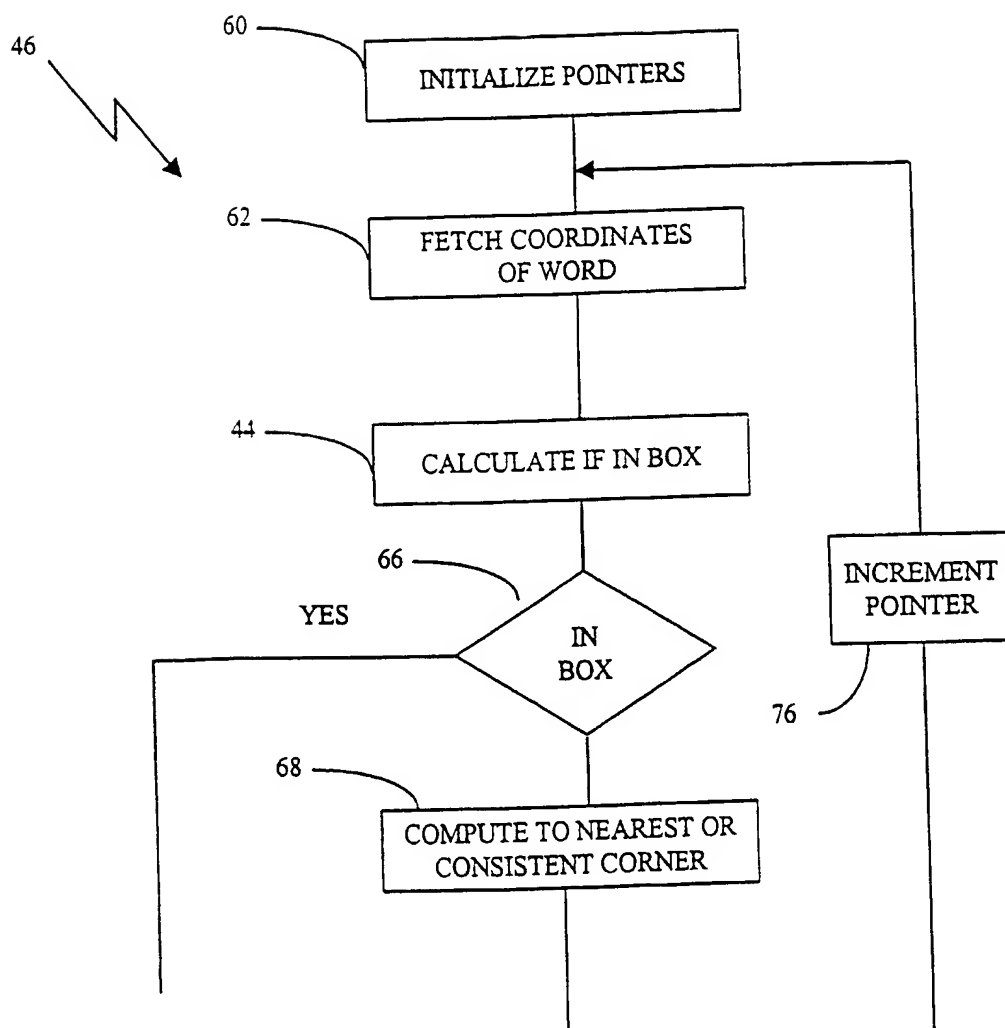 46
60
INITIALIZE POINTERS
62
FETCH COORDINATES
OF WORD
44
CALCULATE IF IN BOX
66
YES
IN
BOX
INCREMENT
POINTER
76
68
COMPUTE TO NEAREST OR
CONSISTENT CORNER